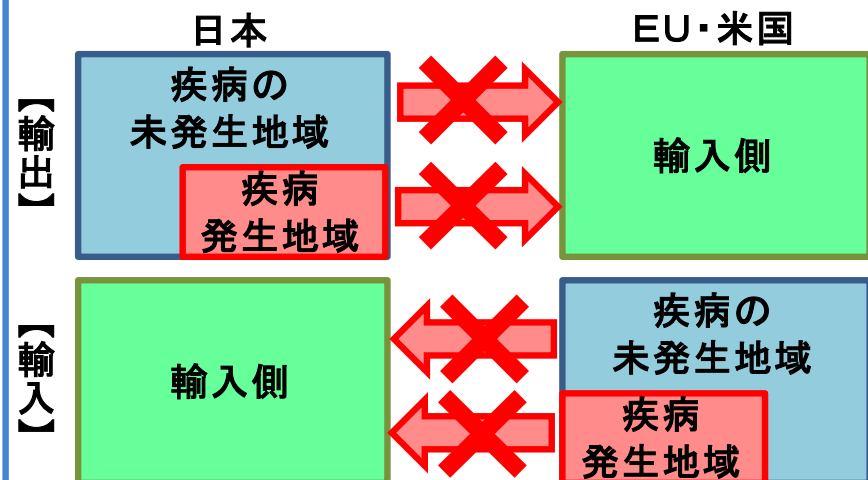 日本
EU・米国
【輸出】
疾病の
未発生地域
疾病
発生地域
輸入側
【輸入】
輸入側
疾病の
未発生地域
疾病
発生地域